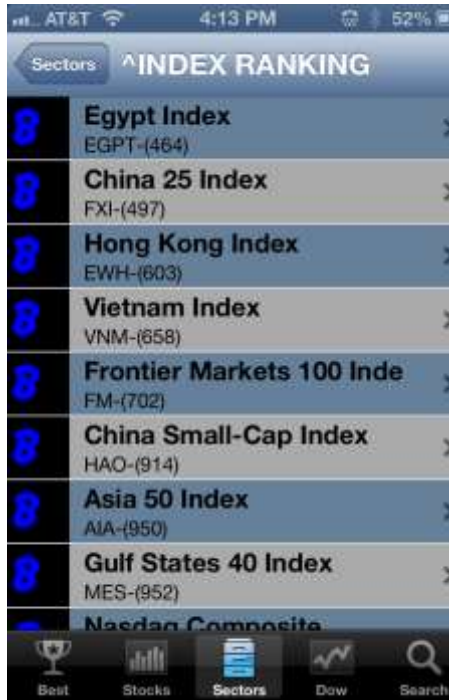 AT&T 4:13 PM 52%
Sectors ^INDEX RANKING
8 Egypt Index
EGPT-(464)
8 China 25 Index
FXI-(497)
8 Hong Kong Index
EWH-(603)
8 Vietnam Index
VNM-(658)
8 Frontier Markets 100 Inde
FM-(702)
8 China Small-Cap Index
HAO-(914)
8 Asia 50 Index
AIA-(950)
8 Gulf States 40 Index
MES-(952)
Nasdaq Composite
Best Stocks Sectors Dow Search